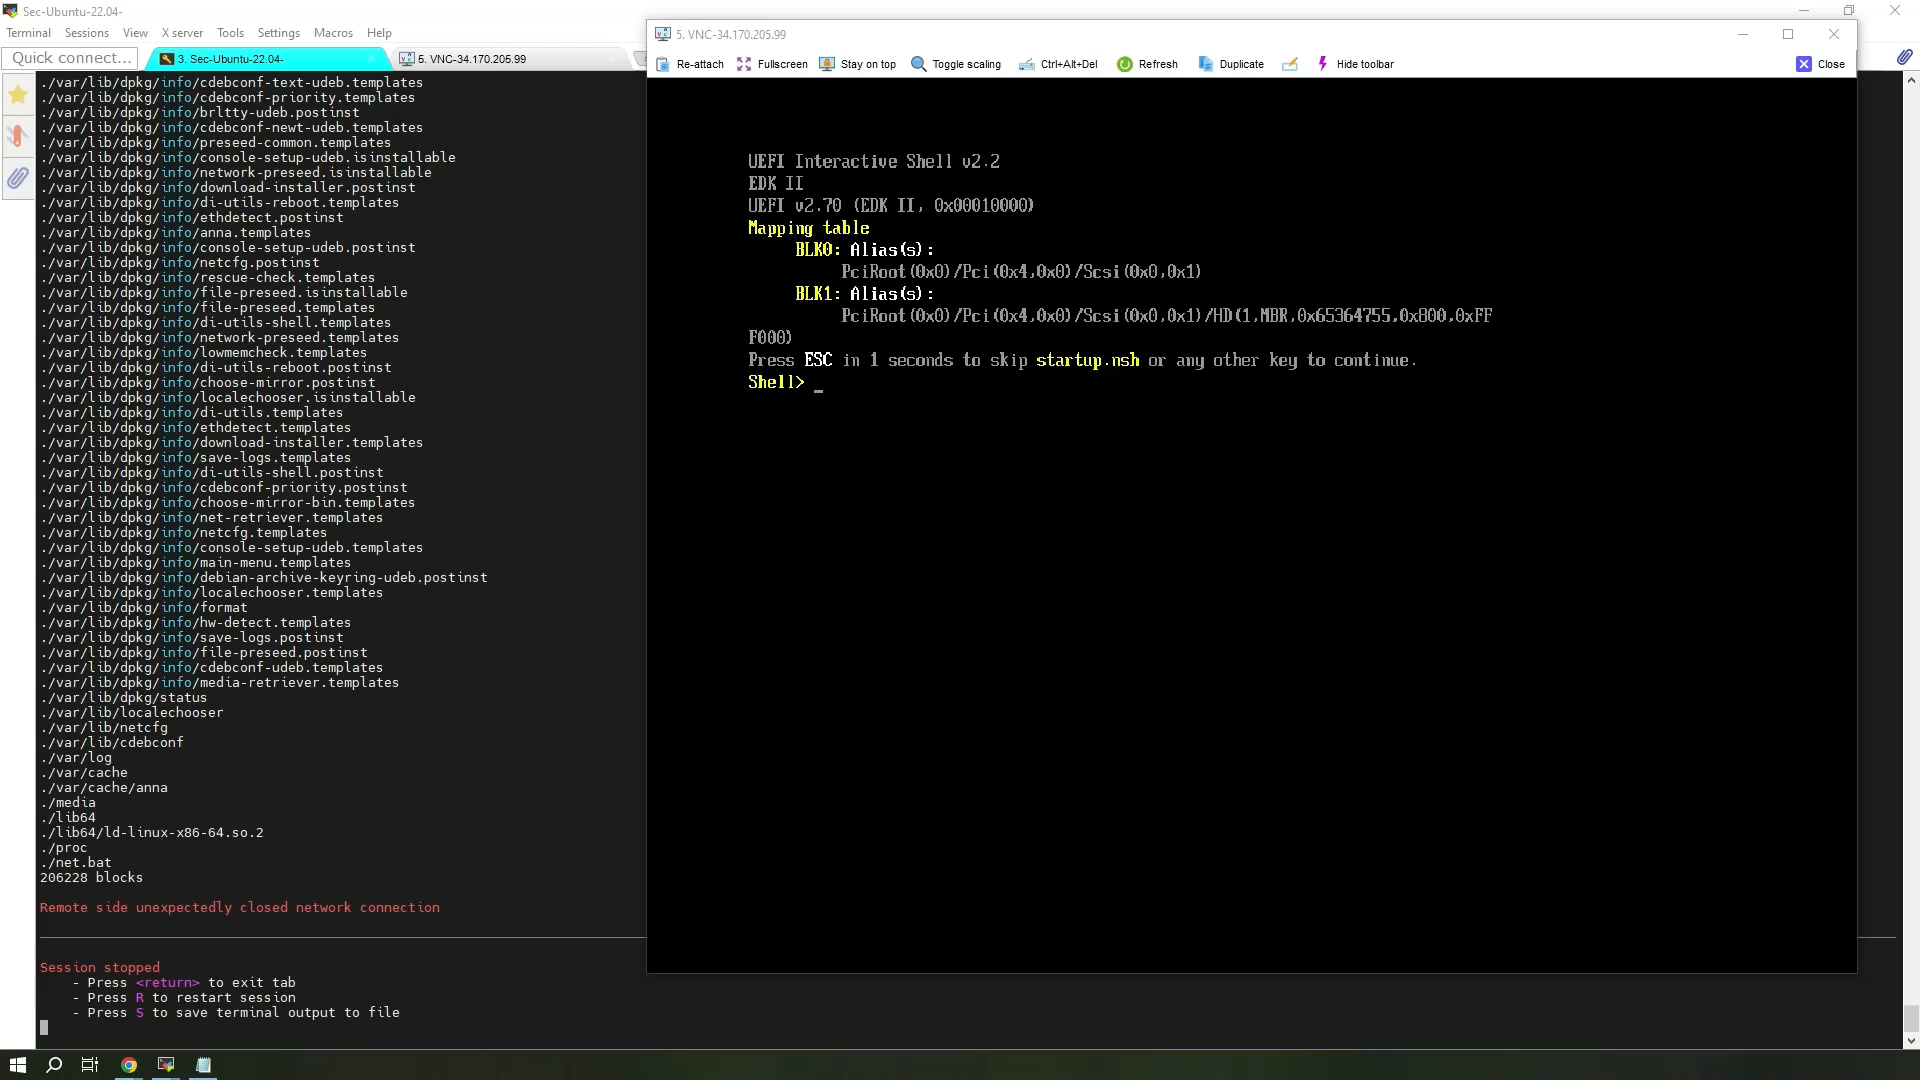 Sec-Ubuntu-22.04-
Terminal Sessions View X server Tools Settings Macros Help
Quick connect...
3. Sec-Ubuntu-22.04-
5. VNC-34.170.205.99
./var/lib/dpkg/info/cdebconf-text-udeb.templates
./var/lib/dpkg/info/cdebconf-priority.templates
./var/lib/dpkg/info/brltty-udeb.postinst
./var/lib/dpkg/info/cdebconf-newt-udeb.templates
./var/lib/dpkg/info/preseed-common.templates
./var/lib/dpkg/info/console-setup-udeb.isinstallable
./var/lib/dpkg/info/network-preseed.isinstallable
./var/lib/dpkg/info/download-installer.postinst
./var/lib/dpkg/info/di-utils-reboot.templates
./var/lib/dpkg/info/ethdetect.postinst
./var/lib/dpkg/info/anna.templates
./var/lib/dpkg/info/console-setup-udeb.postinst
./var/lib/dpkg/info/netcfg.postinst
./var/lib/dpkg/info/rescue-check.templates
./var/lib/dpkg/info/file-preseed.isinstallable
./var/lib/dpkg/info/file-preseed.templates
./var/lib/dpkg/info/di-utils-shell.templates
./var/lib/dpkg/info/network-preseed.templates
./var/lib/dpkg/info/lowmemcheck.templates
./var/lib/dpkg/info/di-utils-reboot.postinst
./var/lib/dpkg/info/choose-mirror.postinst
./var/lib/dpkg/info/localechooser.isinstallable
./var/lib/dpkg/info/di-utils.templates
./var/lib/dpkg/info/ethdetect.templates
./var/lib/dpkg/info/download-installer.templates
./var/lib/dpkg/info/save-logs.templates
./var/lib/dpkg/info/di-utils-shell.postinst
./var/lib/dpkg/info/cdebconf-priority.postinst
./var/lib/dpkg/info/choose-mirror-bin.templates
./var/lib/dpkg/info/net-retriever.templates
./var/lib/dpkg/info/netcfg.templates
./var/lib/dpkg/info/console-setup-udeb.templates
./var/lib/dpkg/info/main-menu.templates
./var/lib/dpkg/info/debian-archive-keyring-udeb.postinst
./var/lib/dpkg/info/localechooser.templates
./var/lib/dpkg/info/format
./var/lib/dpkg/info/hw-detect.templates
./var/lib/dpkg/info/save-logs.postinst
./var/lib/dpkg/info/file-preseed.postinst
./var/lib/dpkg/info/cdebconf-udeb.templates
./var/lib/dpkg/info/media-retriever.templates
./var/lib/dpkg/status
./var/lib/localechooser
./var/lib/netcfg
./var/lib/cdebconf
./var/log
./var/cache
./var/cache/anna
./media
./lib64
./lib64/ld-linux-x86-64.so.2
./proc
./net.bat
206228 blocks
Remote side unexpectedly closed network connection
Session stopped
- Press <return> to exit tab
- Press R to restart session
- Press S to save terminal output to file
5. VNC-34.170.205.99
Re-attach Fullscreen Stay on top Toggle scaling Ctrl+Alt+Del Refresh Duplicate Hide toolbar Close
UEFI Interactive Shell v2.2
EDK II
UEFI v2.70 (EDK II, 0x00010000)
Mapping table
BLK0: Alias(s):
PciRoot(0x0)/Pci(0x4,0x0)/Scsi(0x0,0x1)
BLK1: Alias(s):
PciRoot(0x0)/Pci(0x4,0x0)/Scsi(0x0,0x1)/HD(1,MBR,0x65364755,0x800,0xFF
F000)
Press ESC in 1 seconds to skip startup.nsh or any other key to continue.
Shell> _